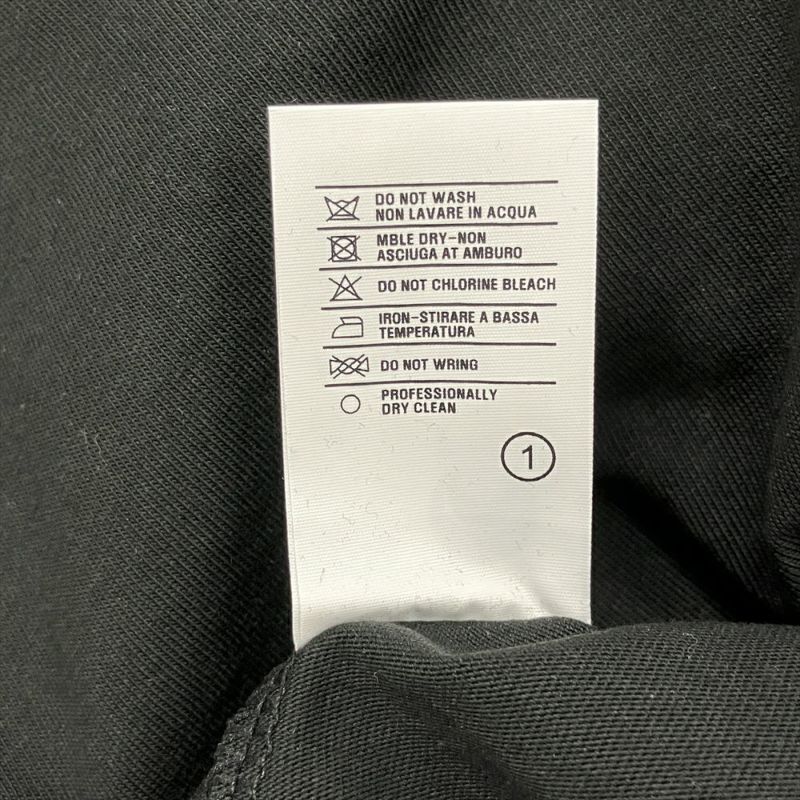 DO NOT WASH
NON LAVARE IN ACQUA
MBLE DRY-NON
ASCIUGA AT AMBURO
DO NOT CHLORINE BLEACH
IRON-STIRARE A BASSA
TEMPERATURA
DO NOT WRING
PROFESSIONALLY
DRY CLEAN
1